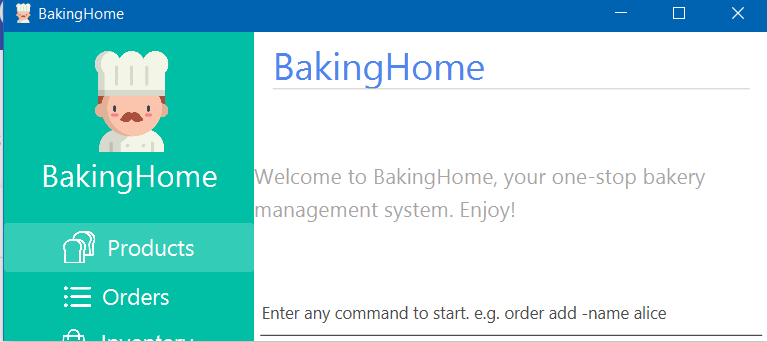 BakingHome
BakingHome
BakingHome
Welcome to BakingHome, your one-stop bakery
management system. Enjoy!
Products
Orders
Enter any command to start. e.g. order add -name alice
Inventory